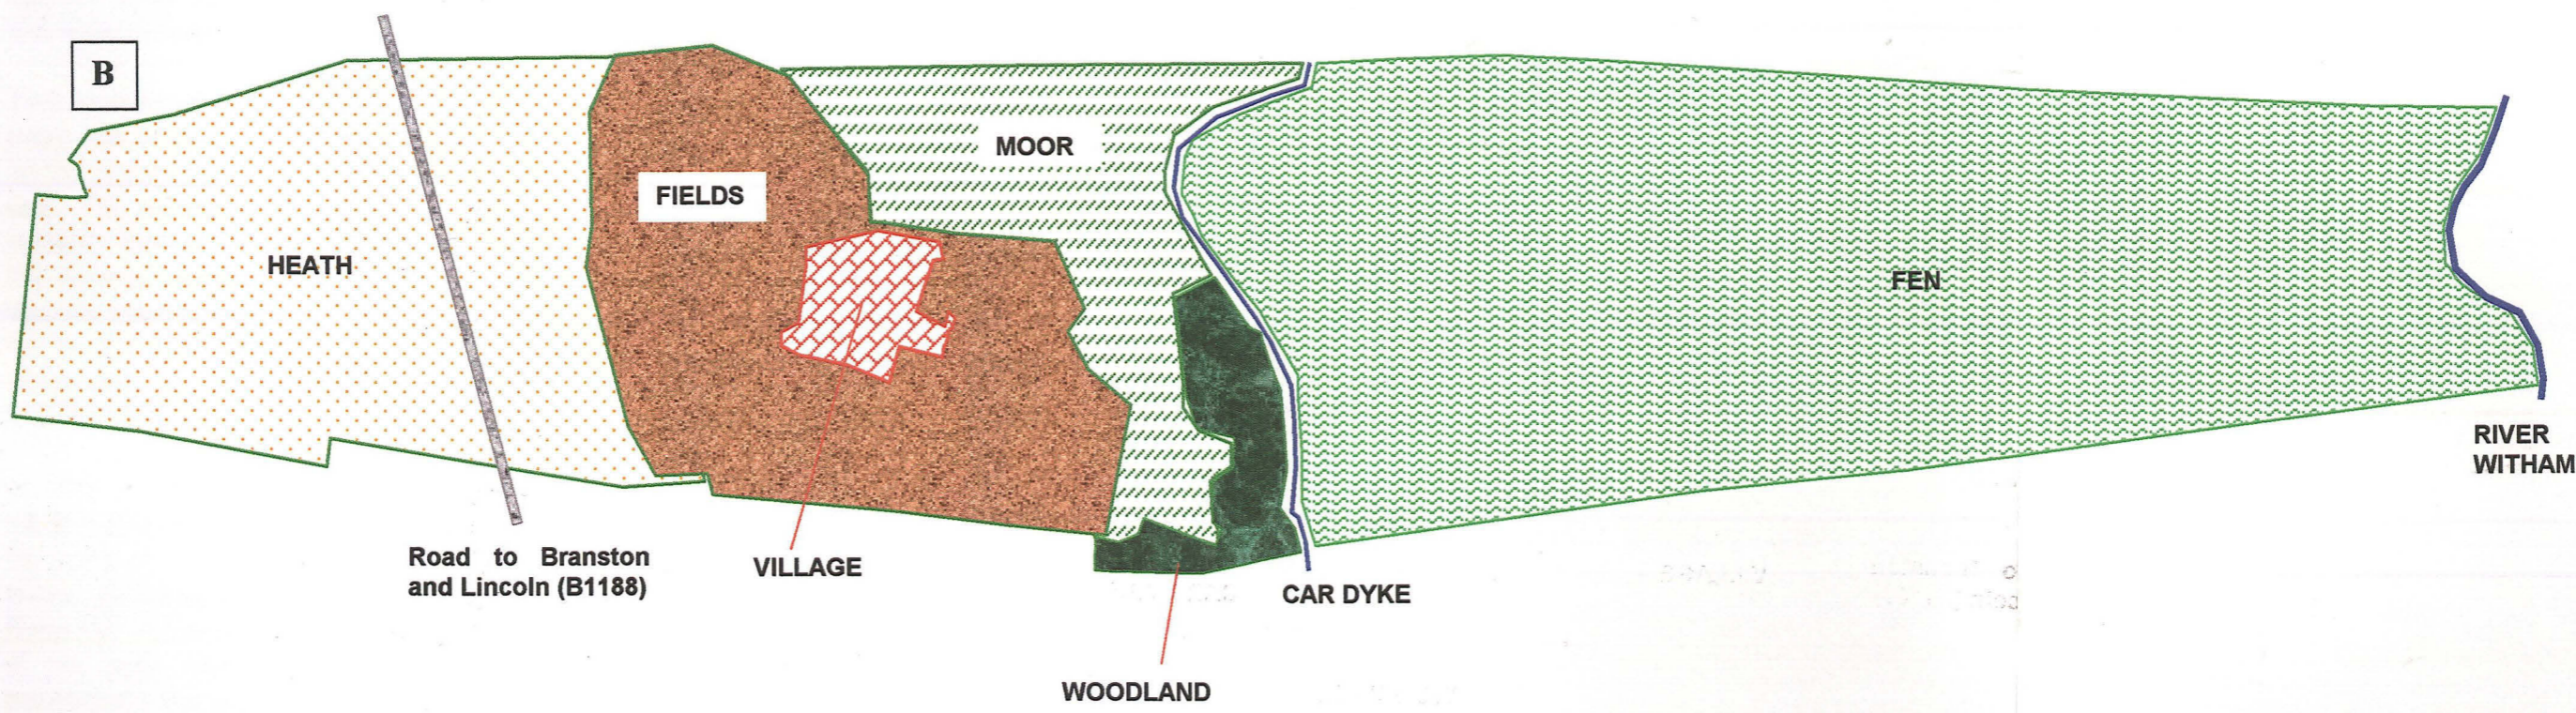 B
MOOR
FIELDS
HEATH
FEN
RIVER
WITHAM
Road to Branston
and Lincoln (B1188)
VILLAGE
CAR DYKE
WOODLAND